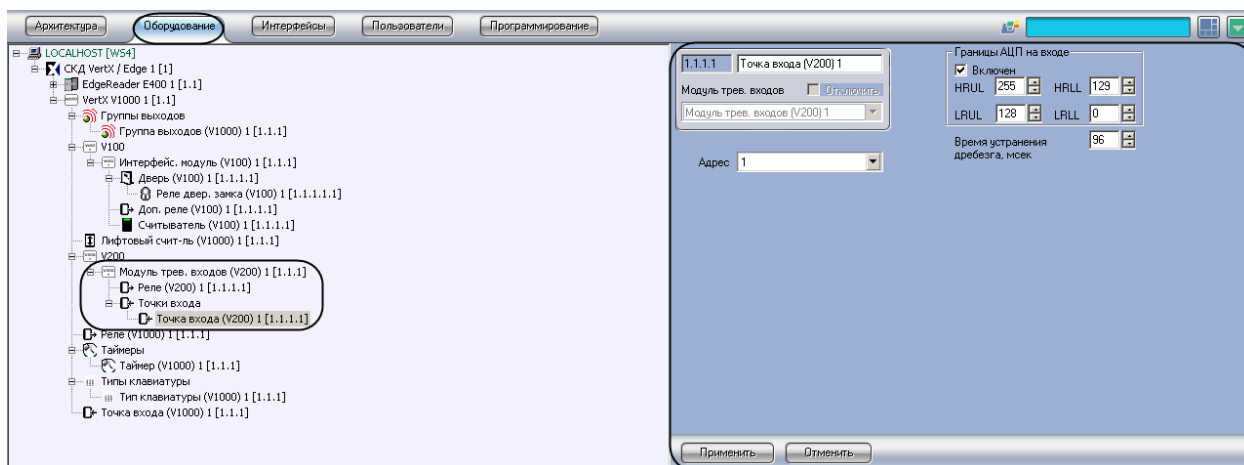 Архитектура Оборудование Интерфейсы Пользователи Программирование
LOCALHOST [WS4]
СКД VertX / Edge 1 [1]
EdgeReader E400 1 [1.1]
VertX V1000 1 [1.1]
Группы выходов
Группа выходов (V1000) 1 [1.1.1]
V100
Интерфейс. модуль (V100) 1 [1.1.1]
Дверь (V100) 1 [1.1.1.1]
Реле двер. замка (V100) 1 [1.1.1.1.1]
Доп. реле (V100) 1 [1.1.1.1]
Считыватель (V100) 1 [1.1.1.1]
Лифтовый счит-ль (V1000) 1 [1.1.1]
V200
Модуль трев. входов (V200) 1 [1.1.1]
Реле (V200) 1 [1.1.1.1]
Точки входа
Точка входа (V200) 1 [1.1.1.1]
Реле (V1000) 1 [1.1.1]
Таймеры
Таймер (V1000) 1 [1.1.1]
Типы клавиатуры
Тип клавиатуры (V1000) 1 [1.1.1]
Точка входа (V1000) 1 [1.1.1]
1.1.1.1 Точка входа (V200) 1
Модуль трев. входов Отключить
Модуль трев. входов (V200) 1
Адрес 1
Границы АЦП на входе
Включен
HRUL 255 HRLL 129
LRUL 128 LRLL 0
Время устранения 96
дребезга, мсек
Применить Отменить